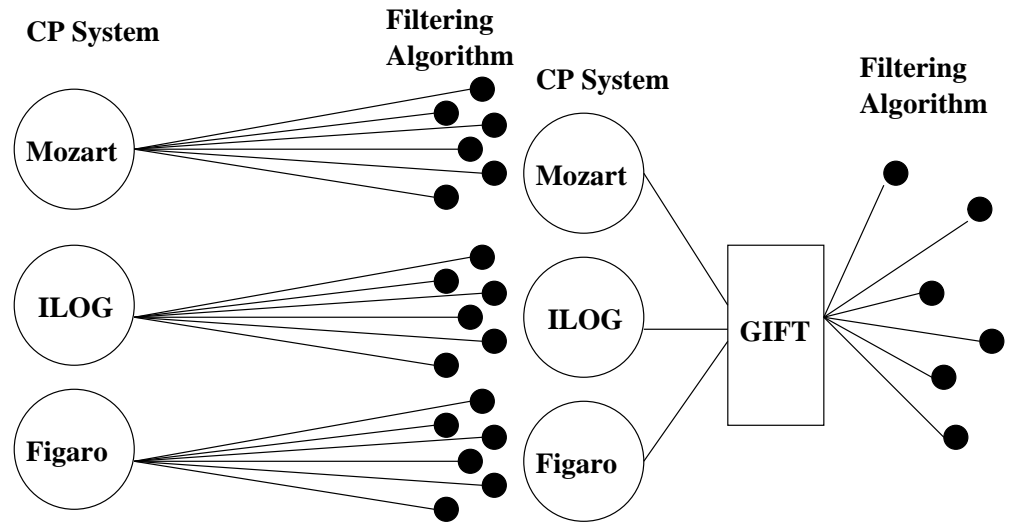 CP System
Filtering
Algorithm
Mozart
ILOG
Figaro
CP System
Filtering
Algorithm
Mozart
ILOG
GIFT
Figaro